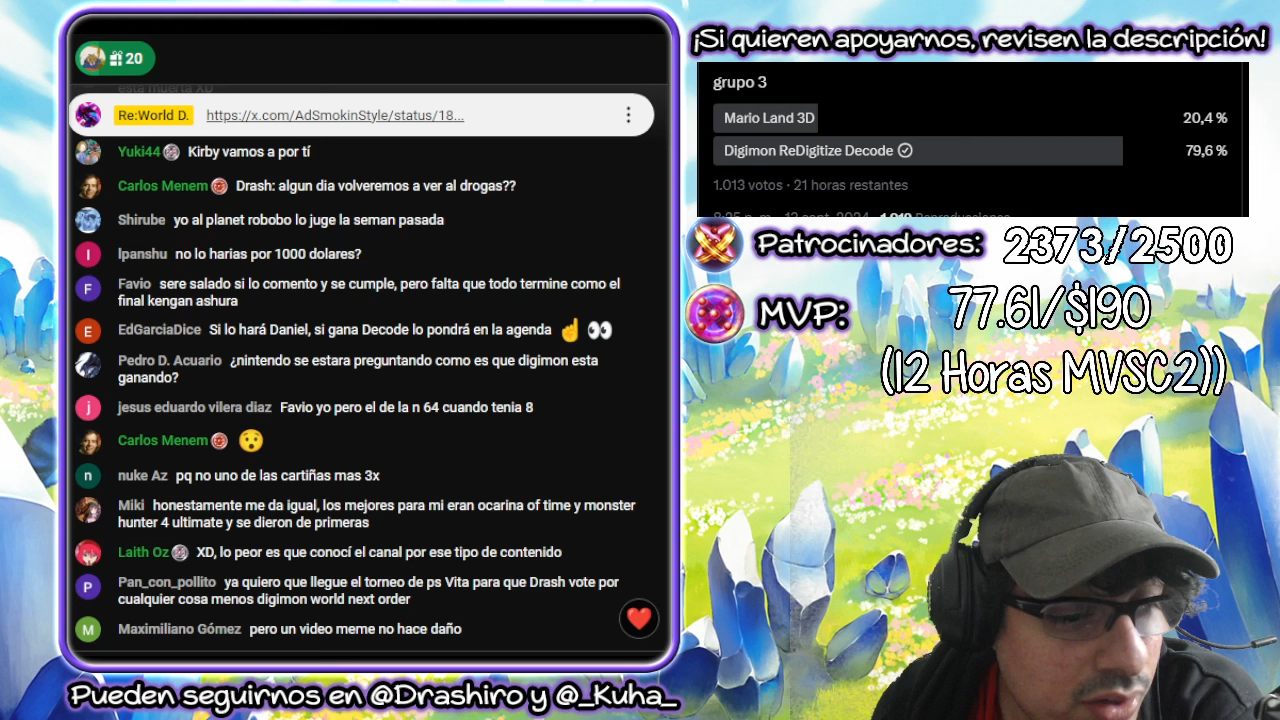 ¡Si quieren apoyarnos, revisen la descripción!
20
esta muerta XD
Re:World D. https://x.com/AdSmokinStyle/status/18...
Yuki44 Kirby vamos a por tí
Carlos Menem Drash: algun dia volveremos a ver al drogas??
Shirube yo al planet robobo lo juge la seman pasada
I
lpanshu no lo harias por 1000 dolares?
F
Favio sere salado si lo comento y se cumple, pero falta que todo termine como el
final kengan ashura
E
EdGarciaDice Si lo hará Daniel, si gana Decode lo pondrá en la agenda
Pedro D. Acuario ¿nintendo se estara preguntando como es que digimon esta
ganando?
j
jesus eduardo vilera diaz Favio yo pero el de la n 64 cuando tenia 8
Carlos Menem
n
nuke Az pq no uno de las cartiñas mas 3x
Miki honestamente me da igual, los mejores para mi eran ocarina of time y monster
hunter 4 ultimate y se dieron de primeras
Laith Oz XD, lo peor es que conocí el canal por ese tipo de contenido
P
Pan_con_pollito ya quiero que llegue el torneo de ps Vita para que Drash vote por
cualquier cosa menos digimon world next order
M
Maximiliano Gómez pero un video meme no hace daño
grupo 3
Mario Land 3D 20,4 %
Digimon ReDigitize Decode 79,6 %
1.013 votos · 21 horas restantes
Patrocinadores: 2373/2500
MVP: 77.61/$190
(12 Horas MVSC2))
Pueden seguirnos en @Drashiro y @_Kuha_